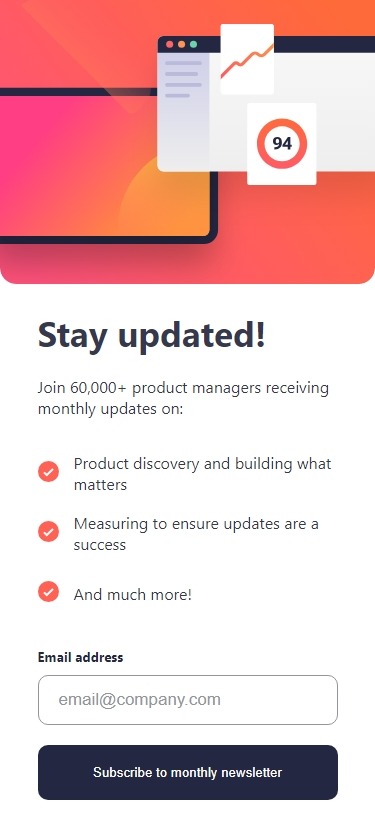 94
Stay updated!
Join 60,000+ product managers receiving
monthly updates on:
Product discovery and building what
matters
Measuring to ensure updates are a
success
And much more!
Email address
email@company.com
Subscribe to monthly newsletter